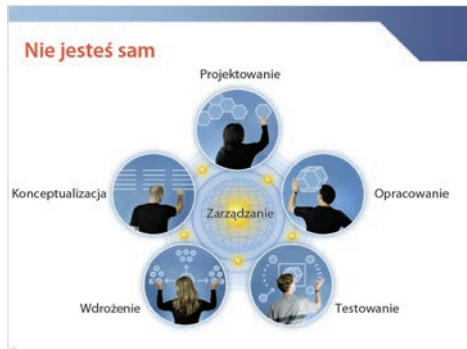 Nie jesteś sam
Projektowanie
Konceptualizacja
Opracowanie
Zarządzanie
Wdrożenie
Testowanie